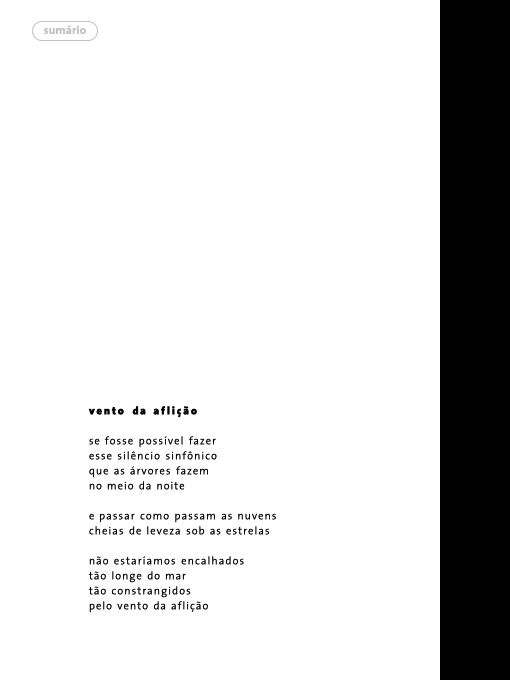 sumário
vento da aflição
se fosse possível fazer
esse silêncio sinfônico
que as árvores fazem
no meio da noite
e passar como passam as nuvens
cheias de leveza sob as estrelas
não estaríamos encalhados
tão longe do mar
tão constrangidos
pelo vento da aflição